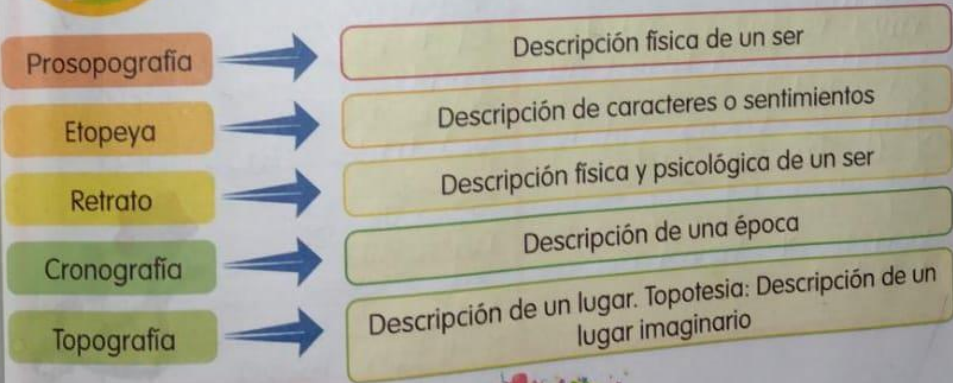 Prosopografía
Descripción física de un ser
Etopeya
Descripción de caracteres o sentimientos
Retrato
Descripción física y psicológica de un ser
Cronografía
Descripción de una época
Topografía
Descripción de un lugar. Topotesia: Descripción de un
lugar imaginario